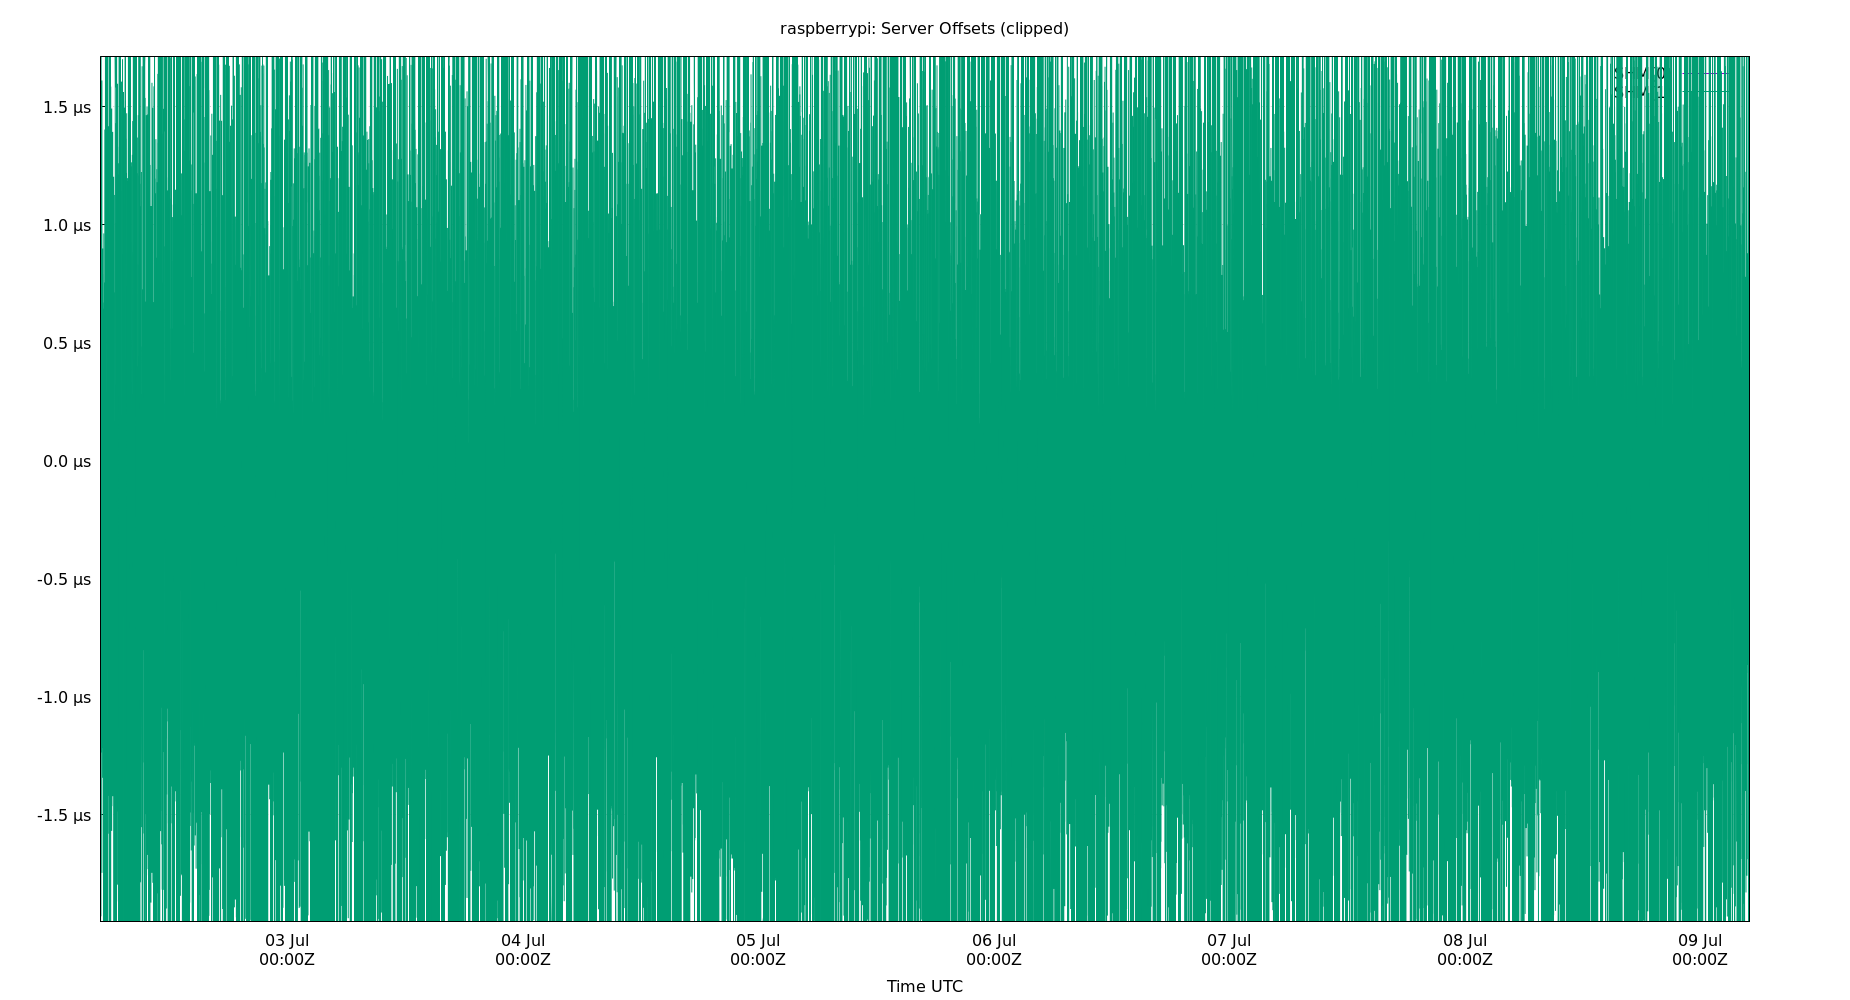 raspberrypi: Server Offsets (clipped)
1.5 µs
1.0 µs
0.5 µs
0.0 µs
-0.5 µs
-1.0 µs
-1.5 µs
03 Jul 04 Jul 05 Jul 06 Jul 07 Jul 08 Jul 09 Jul
00:00Z 00:00Z 00:00Z 00:00Z 00:00Z 00:00Z 00:00Z
Time UTC